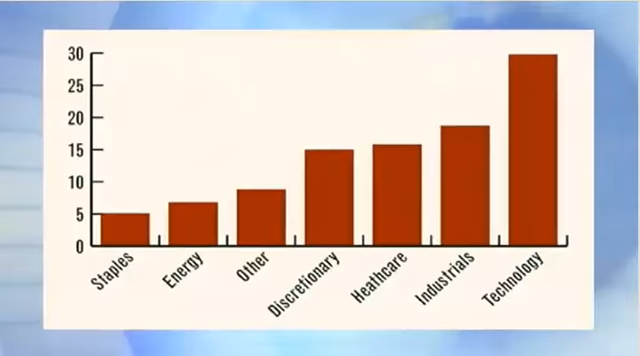 30
25
20
15
10
5
0
Staples
Energy
Other
Discretionary
Heathcare
Industrials
Technology